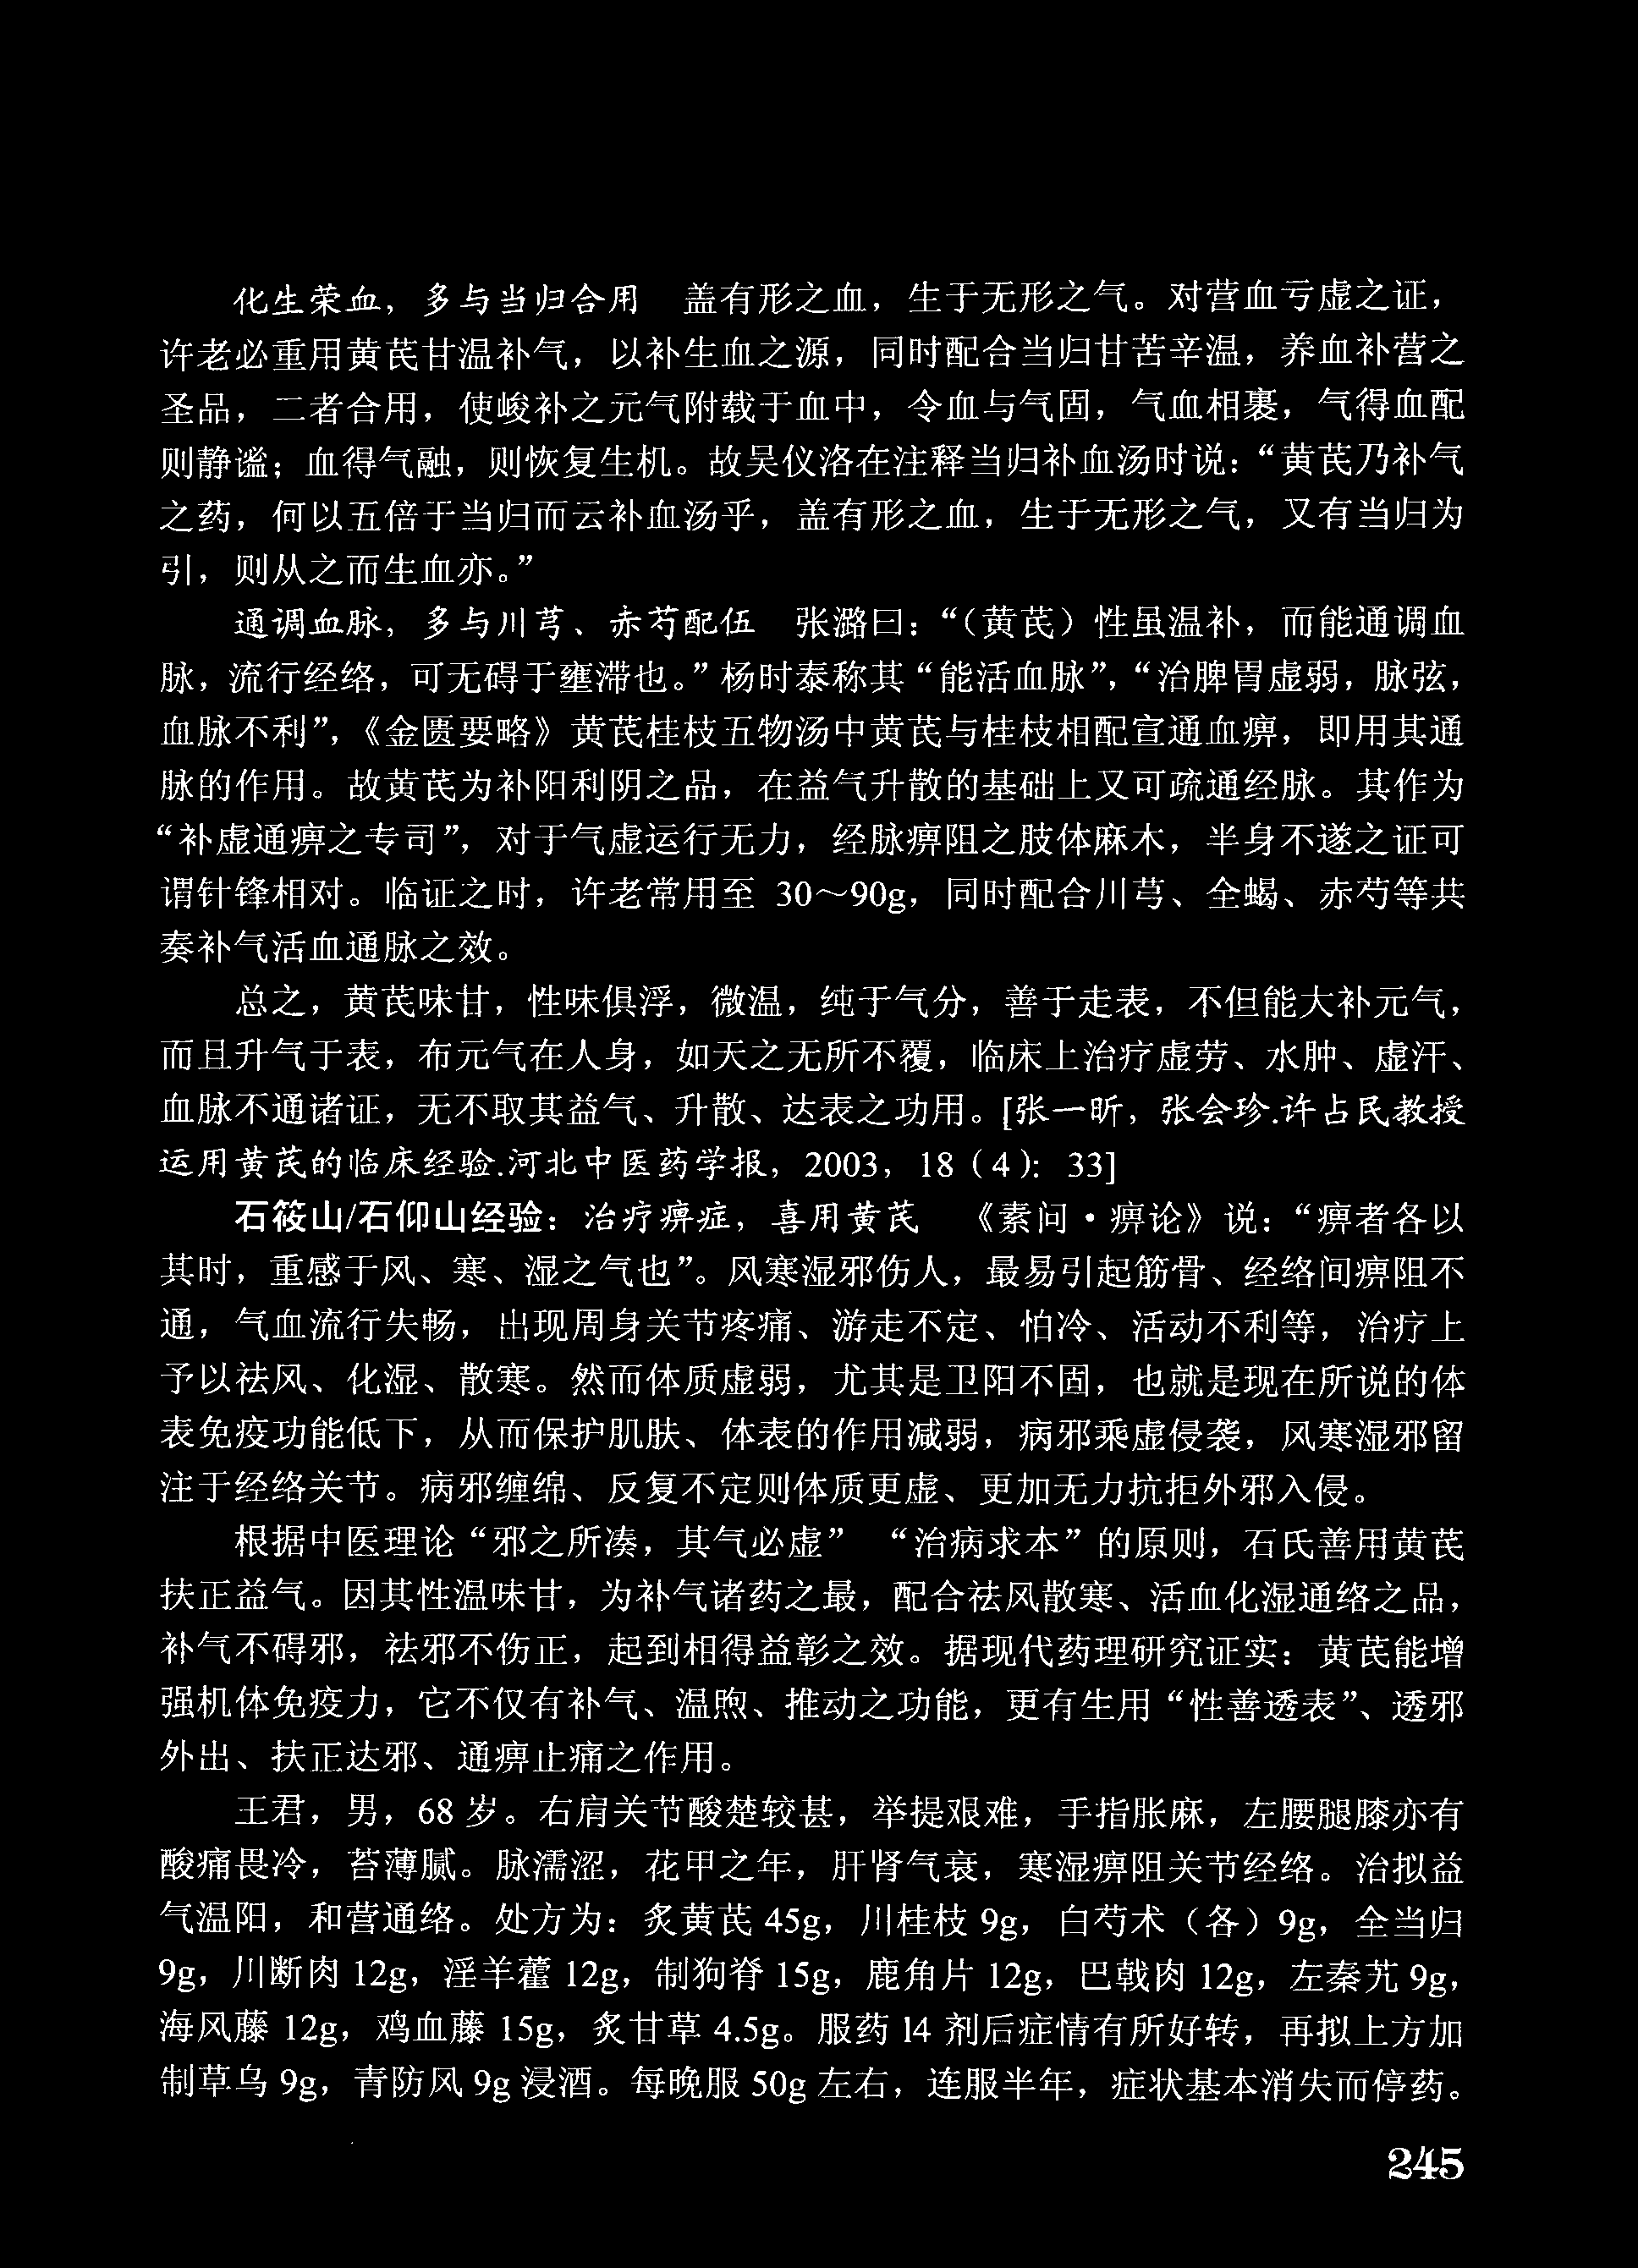 化生荣血，多与当归合用　盖有形之血，生于无形之气。对营血亏虚之证，
许老必重用黄芪甘温补气，以补生血之源，同时配合当归甘苦辛温，养血补营之
圣品，二者合用，使峻补之元气附载于血中，令血与气固，气血相裹，气得血配
则静谧；血得气融，则恢复生机。故吴仪洛在注释当归补血汤时说：“黄芪乃补气
之药，何以五倍于当归而云补血汤乎，盖有形之血，生于无形之气，又有当归为
引，则从之而生血亦。”
通调血脉，多与川芎、赤芍配伍　张潞曰：“（黄芪）性虽温补，而能通调血
脉，流行经络，可无碍于壅滞也。”杨时泰称其“能活血脉”，“治脾胃虚弱，脉弦，
血脉不利”，《金匮要略》黄芪桂枝五物汤中黄芪与桂枝相配宣通血痹，即用其通
脉的作用。故黄芪为补阳利阴之品，在益气升散的基础上又可疏通经脉。其作为
“补虚通痹之专司”，对于气虚运行无力，经脉痹阻之肢体麻木，半身不遂之证可
谓针锋相对。临证之时，许老常用至 30～90g，同时配合川芎、全蝎、赤芍等共
奏补气活血通脉之效。
总之，黄芪味甘，性味俱浮，微温，纯于气分，善于走表，不但能大补元气，
而且升气于表，布元气在人身，如天之无所不覆，临床上治疗虚劳、水肿、虚汗、
血脉不通诸证，无不取其益气、升散、达表之功用。[张一昕，张会珍.许占民教授
运用黄芪的临床经验.河北中医药学报，2003，18（4）：33]
石筱山/石仰山经验：治疗痹症，喜用黄芪　《素问·痹论》说：“痹者各以
其时，重感于风、寒、湿之气也”。风寒湿邪伤人，最易引起筋骨、经络间痹阻不
通，气血流行失畅，出现周身关节疼痛、游走不定、怕冷、活动不利等，治疗上
予以祛风、化湿、散寒。然而体质虚弱，尤其是卫阳不固，也就是现在所说的体
表免疫功能低下，从而保护肌肤、体表的作用减弱，病邪乘虚侵袭，风寒湿邪留
注于经络关节。病邪缠绵、反复不定则体质更虚、更加无力抗拒外邪入侵。
根据中医理论“邪之所凑，其气必虚”　“治病求本”的原则，石氏善用黄芪
扶正益气。因其性温味甘，为补气诸药之最，配合祛风散寒、活血化湿通络之品，
补气不碍邪，祛邪不伤正，起到相得益彰之效。据现代药理研究证实：黄芪能增
强机体免疫力，它不仅有补气、温煦、推动之功能，更有生用“性善透表”、透邪
外出、扶正达邪、通痹止痛之作用。
王君，男，68 岁。右肩关节酸楚较甚，举提艰难，手指胀麻，左腰腿膝亦有
酸痛畏冷，苔薄腻。脉濡涩，花甲之年，肝肾气衰，寒湿痹阻关节经络。治拟益
气温阳，和营通络。处方为：炙黄芪 45g，川桂枝 9g，白芍术（各）9g，全当归
9g，川断肉 12g，淫羊藿 12g，制狗脊 15g，鹿角片 12g，巴戟肉 12g，左秦艽 9g，
海风藤 12g，鸡血藤 15g，炙甘草 4.5g。服药 14 剂后症情有所好转，再拟上方加
制草乌 9g，青防风 9g 浸酒。每晚服 50g 左右，连服半年，症状基本消失而停药。
245